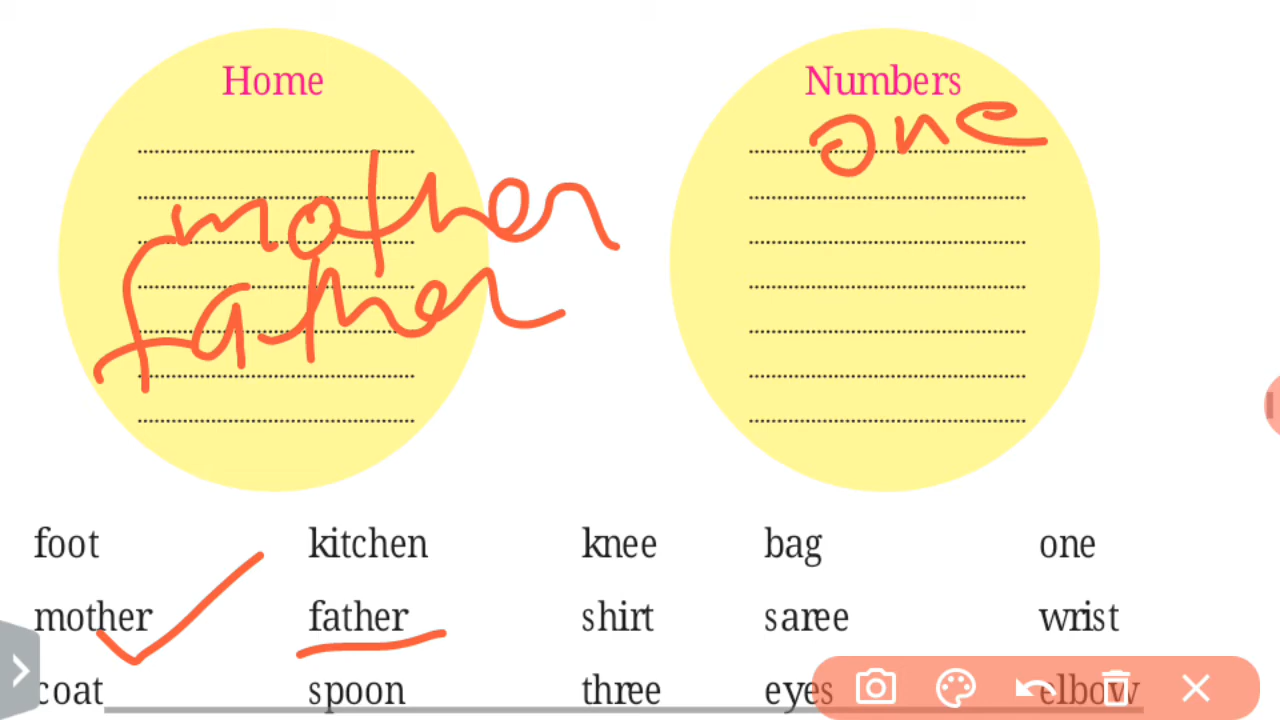 Home
Numbers
one
mother
father
foot kitchen knee bag one
mother father shirt saree wrist
coat spoon three eyes elbow